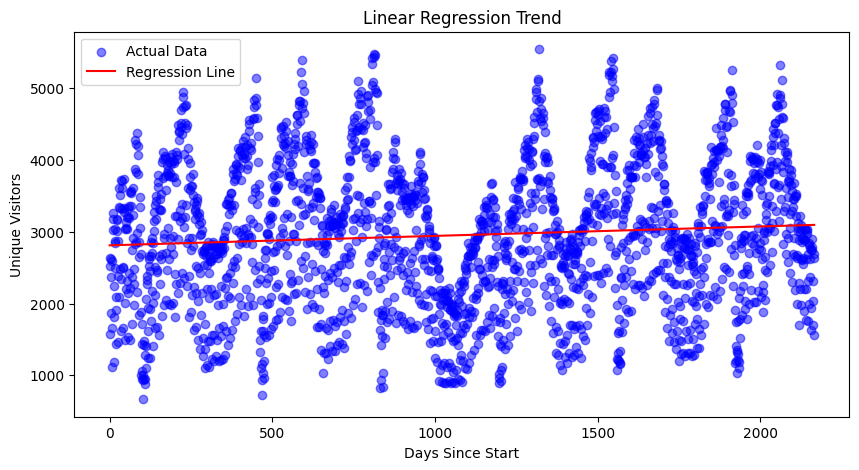 Linear Regression Trend
Actual Data
Regression Line
5000
4000
3000
2000
1000
Unique Visitors
0
500
1000
1500
2000
Days Since Start